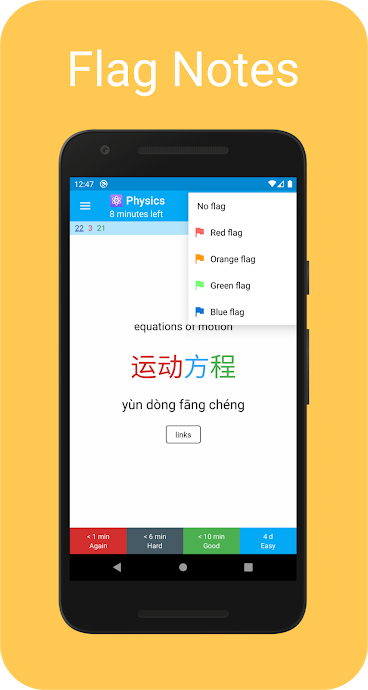 Flag Notes
12:47
Physics
8 minutes left
22 3 21
No flag
Red flag
Orange flag
Green flag
Blue flag
equations of motion
运动方程
yùn dòng fāng chéng
links
< 1 min < 6 min < 10 min 4 d
Again Hard Good Easy